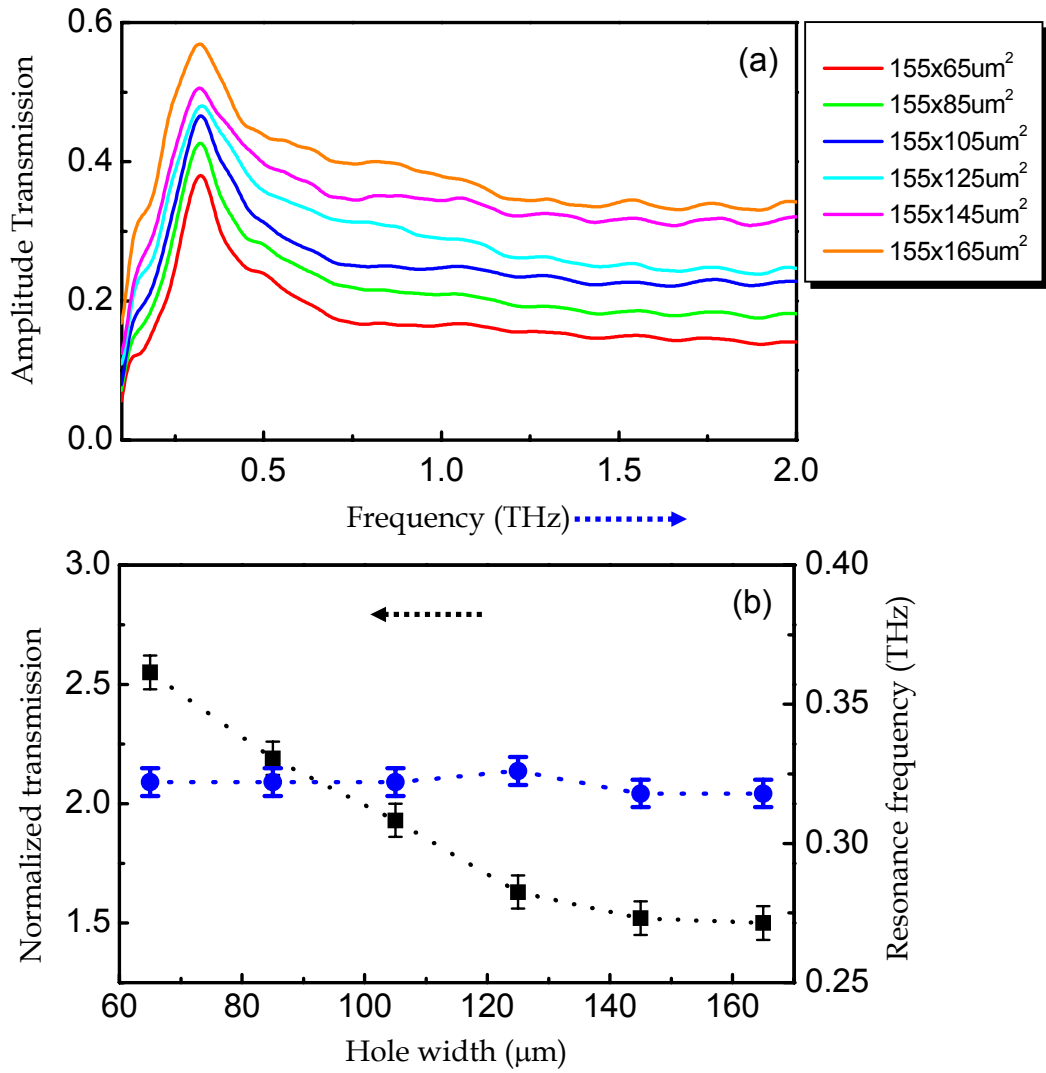 0.6
0.4
0.2
0.0
Amplitude Transmission
(a)
155x65um²
155x85um²
155x105um²
155x125um²
155x145um²
155x165um²
0.5 1.0 1.5 2.0
Frequency (THz)
3.0
2.5
2.0
1.5
Normalized transmission
(b)
0.40
0.35
0.30
0.25
Resonance frequency (THz)
60 80 100 120 140 160
Hole width (μm)